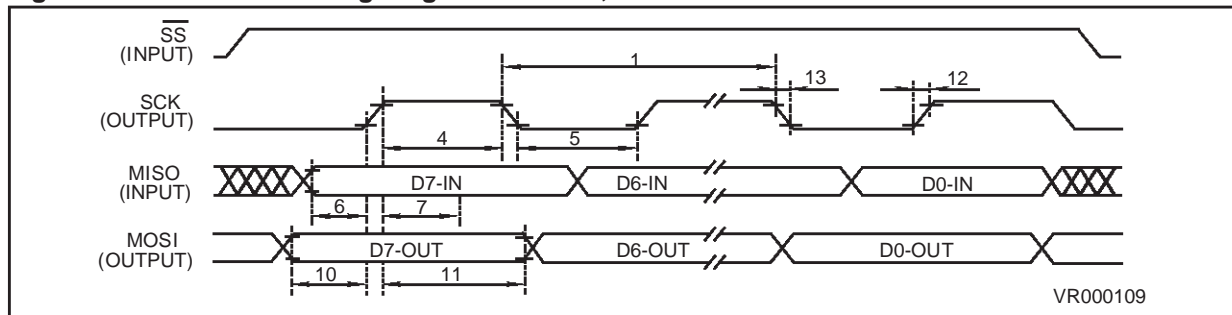 SS
(INPUT)
1
13
12
SCK
(OUTPUT)
4
5
MISO
(INPUT)
D7-IN
D6-IN
D0-IN
6
7
MOSI
(OUTPUT)
D7-OUT
D6-OUT
D0-OUT
10
11
VR000109